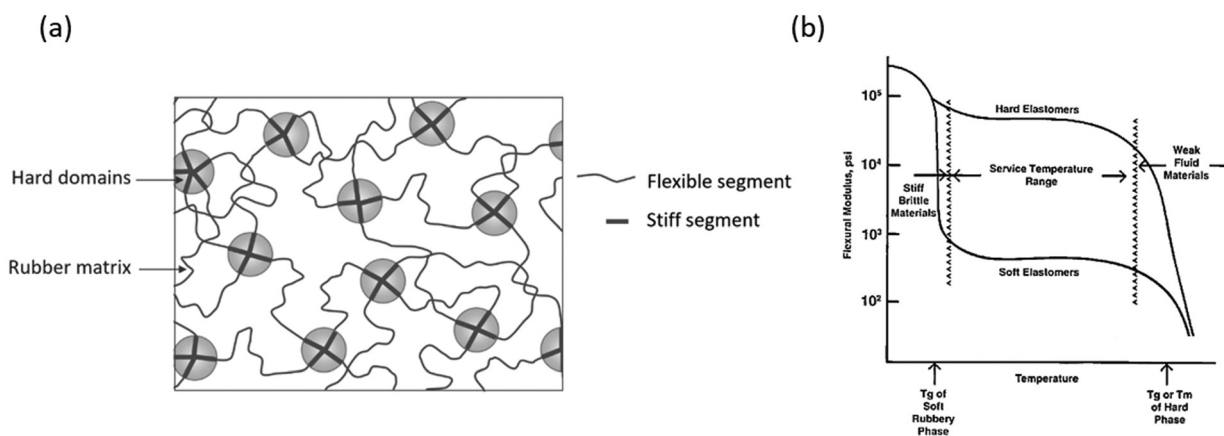 (a)
Hard domains
Rubber matrix
Flexible segment
Stiff segment
(b)
Flexural Modulus, psi
10⁵
10⁴
10³
10²
Hard Elastomers
Service Temperature
Range
Stiff
Brittle
Materials
Weak
Fluid
Materials
Soft Elastomers
Temperature
Tg of
Soft
Rubbery
Phase
Tg or Tm
of Hard
Phase